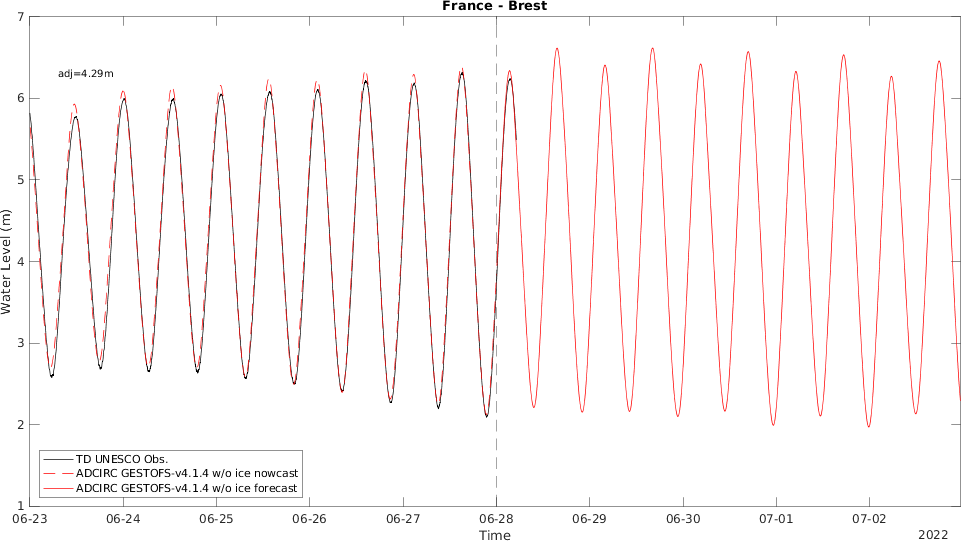 France - Brest
7
6
5
4
3
2
1
Water Level (m)
adj=4.29m
TD UNESCO Obs.
ADCIRC GESTOFS-v4.1.4 w/o ice nowcast
ADCIRC GESTOFS-v4.1.4 w/o ice forecast
06-23 06-24 06-25 06-26 06-27 06-28 06-29 06-30 07-01 07-02
Time
2022